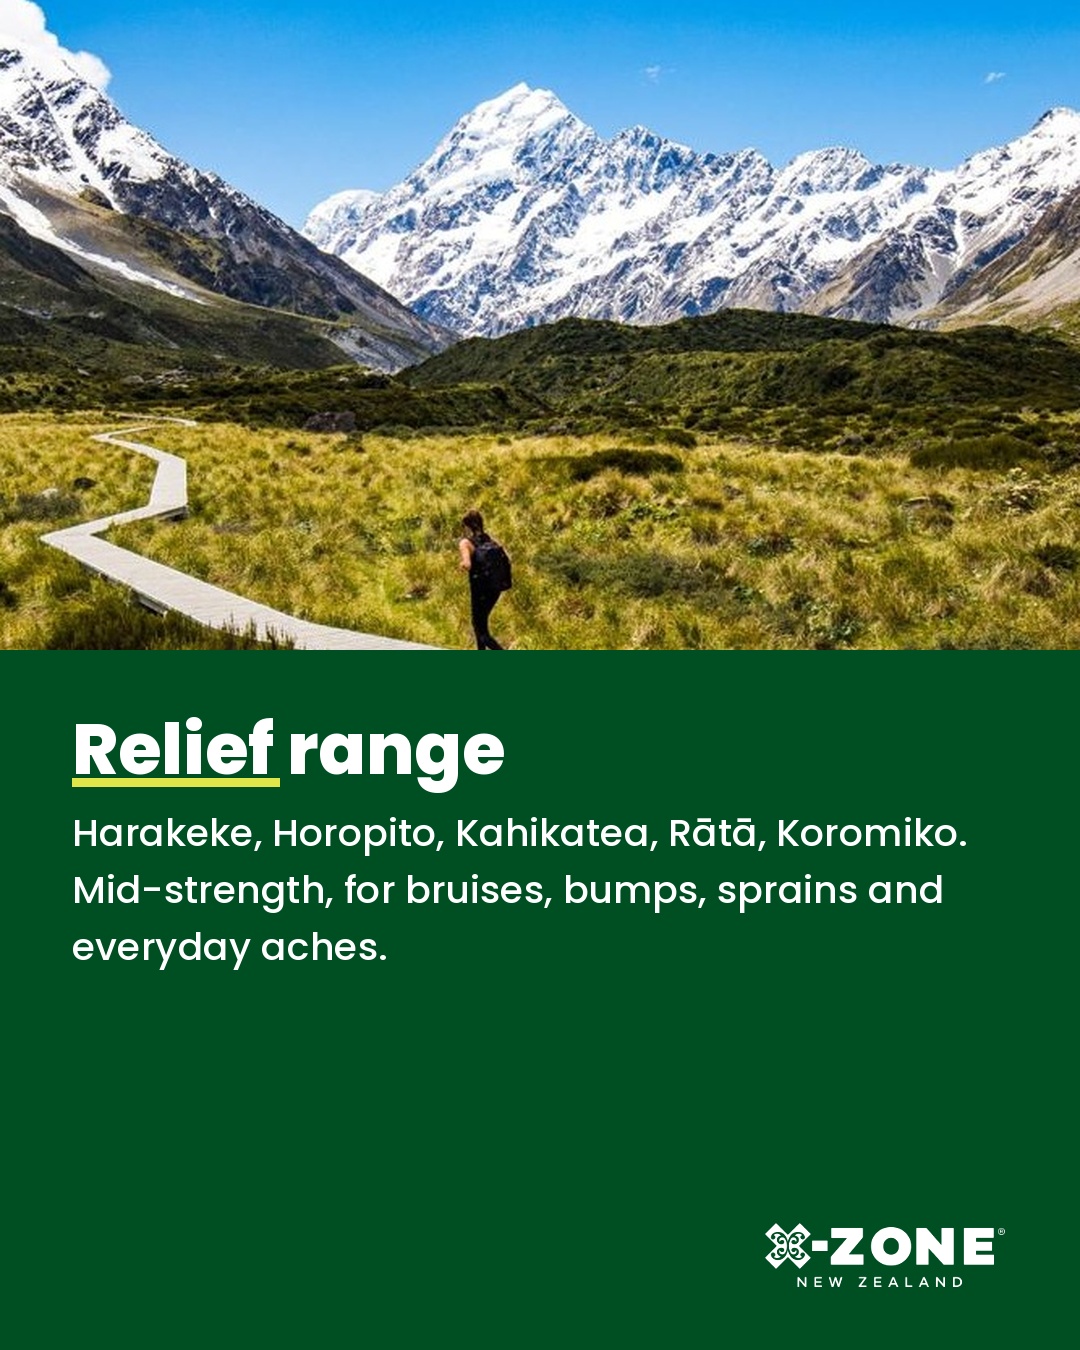 Relief range
Harakeke, Horopito, Kahikatea, Rātā, Koromiko.
Mid-strength, for bruises, bumps, sprains and
everyday aches.
X-ZONE®
NEW ZEALAND